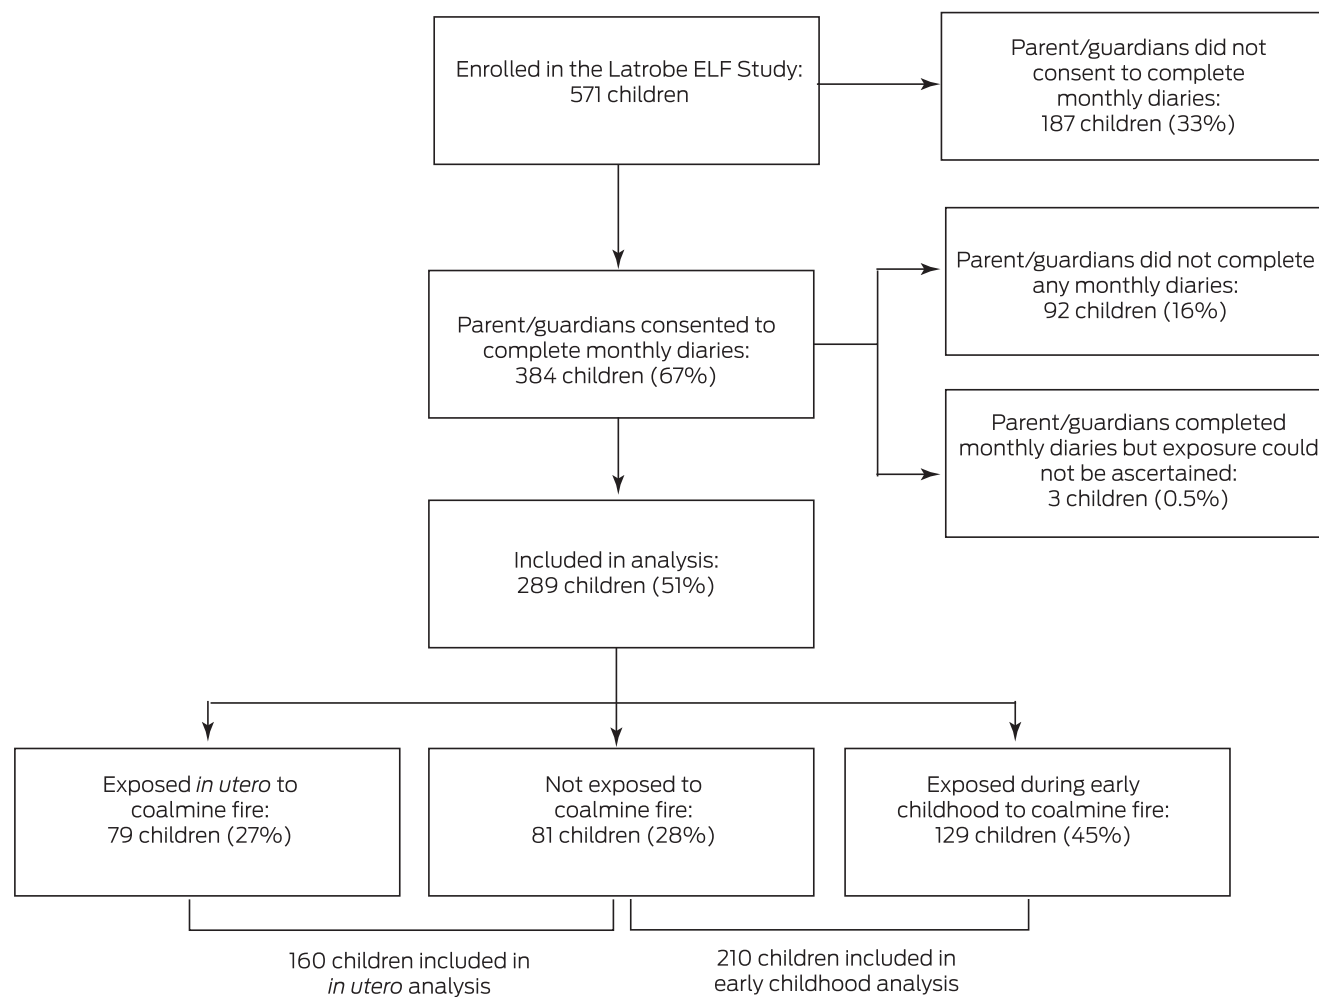 Enrolled in the Latrobe ELF Study:
571 children
Parent/guardians did not
consent to complete
monthly diaries:
187 children (33%)
Parent/guardians consented to
complete monthly diaries:
384 children (67%)
Parent/guardians did not complete
any monthly diaries:
92 children (16%)
Parent/guardians completed
monthly diaries but exposure could
not be ascertained:
3 children (0.5%)
Included in analysis:
289 children (51%)
Exposed in utero to
coalmine fire:
79 children (27%)
Not exposed to
coalmine fire:
81 children (28%)
Exposed during early
childhood to coalmine fire:
129 children (45%)
160 children included in
in utero analysis
210 children included in
early childhood analysis